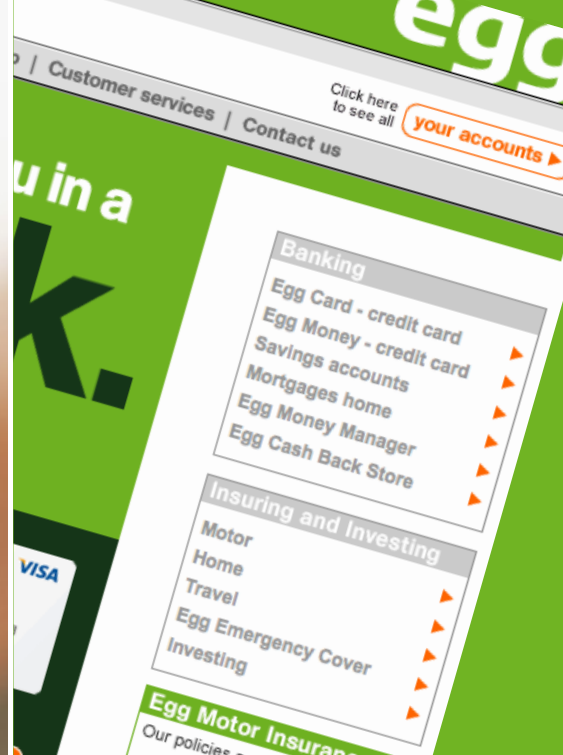 egg
Click here
to see all
your accounts
| Customer services | Contact us
in a
k.
Banking
Egg Card - credit card
Egg Money - credit card
Savings accounts
Mortgages home
Egg Money Manager
Egg Cash Back Store
Insuring and Investing
Motor
Home
Travel
Egg Emergency Cover
Investing
VISA
Egg Motor
Our policies